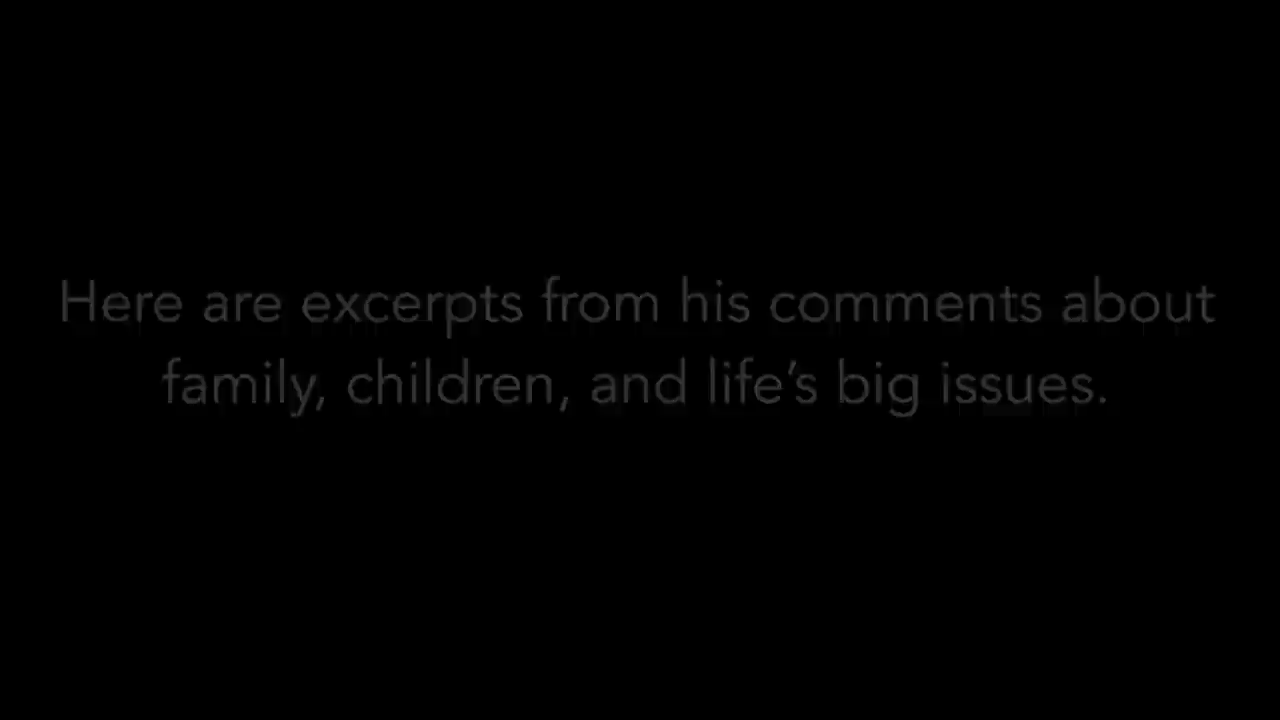 Here are excerpts from his comments about
family, children, and life’s big issues.